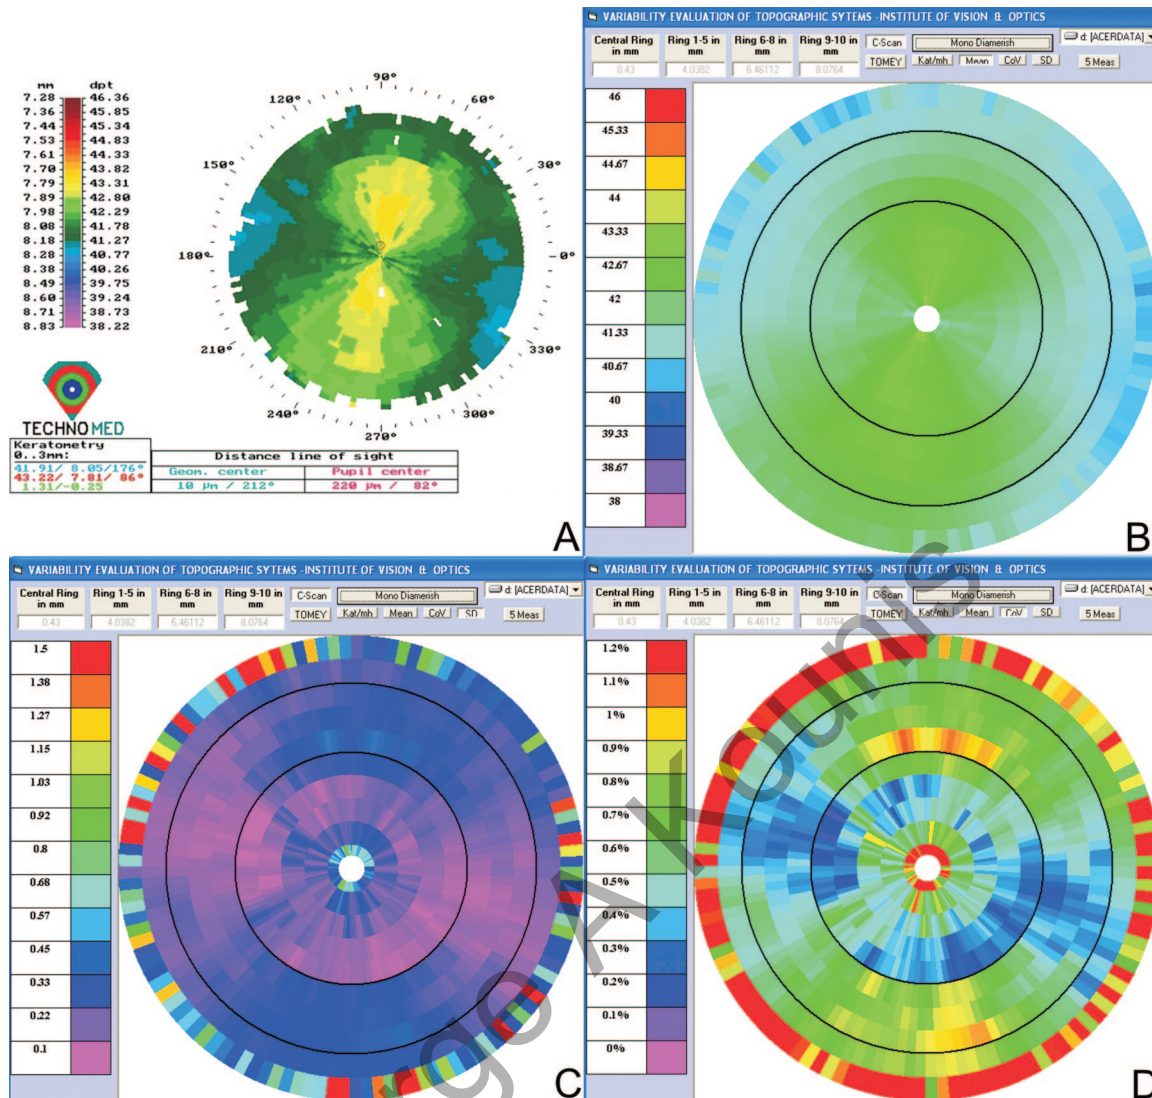 mm dpt
7.28 46.36
7.36 45.85
7.44 45.34
7.53 44.83
7.61 44.33
7.70 43.82
7.79 43.31
7.89 42.80
7.98 42.29
8.08 41.78
8.18 41.27
8.28 40.77
8.38 40.26
8.49 39.75
8.60 39.24
8.71 38.73
8.83 38.22
90°
120° 60°
150° 30°
180° 0°
210° 330°
240° 300°
270°
TECHNOMED
Keratometry
0..3mm:
41.91/ 8.05/176°
43.22/ 7.81/ 86°
1.31/-0.25
Distance line of sight
Geom. center Pupil center
10 µm / 212° 220 µm / 82°
A
VARIABILITY EVALUATION OF TOPOGRAPHIC SYTEMS -INSTITUTE OF VISION & OPTICS
Central Ring in mm Ring 1-5 in mm Ring 6-8 in mm Ring 9-10 in mm
0.43 4.0382 6.46112 8.0764
C-Scan Mono Diamerish d: [ACERDATA]
TOMEY Kat/mh Mean CoV SD 5 Meas
46
45.33
44.67
44
43.33
42.67
42
41.33
40.67
40
39.33
38.67
38
B
VARIABILITY EVALUATION OF TOPOGRAPHIC SYTEMS -INSTITUTE OF VISION & OPTICS
Central Ring in mm Ring 1-5 in mm Ring 6-8 in mm Ring 9-10 in mm
0.43 4.0382 6.46112 8.0764
C-Scan Mono Diamerish d: [ACERDATA]
TOMEY Kat/mh Mean CoV SD 5 Meas
1.5
1.38
1.27
1.15
1.03
0.92
0.8
0.68
0.57
0.45
0.33
0.22
0.1
C
VARIABILITY EVALUATION OF TOPOGRAPHIC SYTEMS -INSTITUTE OF VISION & OPTICS
Central Ring in mm Ring 1-5 in mm Ring 6-8 in mm Ring 9-10 in mm
0.43 4.0382 6.46112 8.0764
C-Scan Mono Diamerish d: [ACERDATA]
TOMEY Kat/mh Mean CoV SD 5 Meas
1.2%
1.1%
1%
0.9%
0.8%
0.7%
0.6%
0.5%
0.4%
0.3%
0.2%
0.1%
0%
D
A Kounis